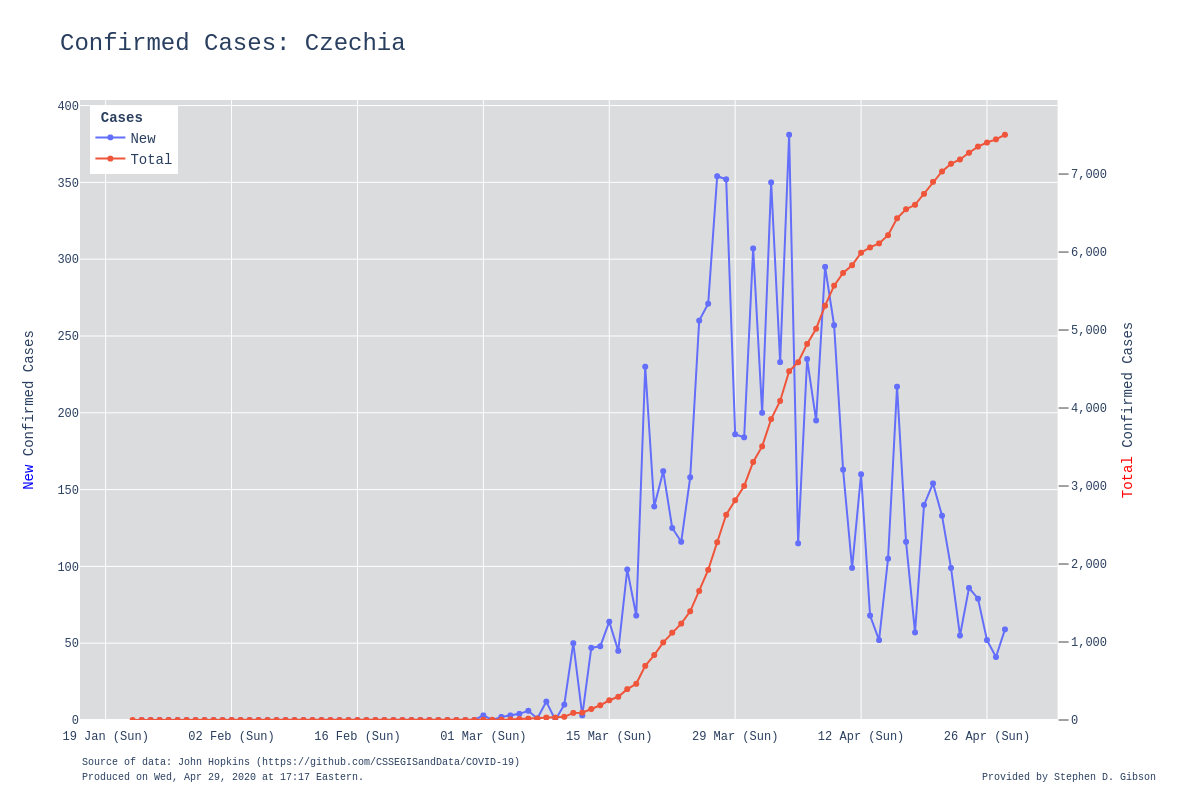 Confirmed Cases: Czechia
Cases
New
Total
400
350
300
250
200
150
100
50
0
7,000
6,000
5,000
4,000
3,000
2,000
1,000
0
New Confirmed Cases
Total Confirmed Cases
19 Jan (Sun)
02 Feb (Sun)
16 Feb (Sun)
01 Mar (Sun)
15 Mar (Sun)
29 Mar (Sun)
12 Apr (Sun)
26 Apr (Sun)
Source of data: John Hopkins (https://github.com/CSSEGISandData/COVID-19)
Produced on Wed, Apr 29, 2020 at 17:17 Eastern.
Provided by Stephen D. Gibson